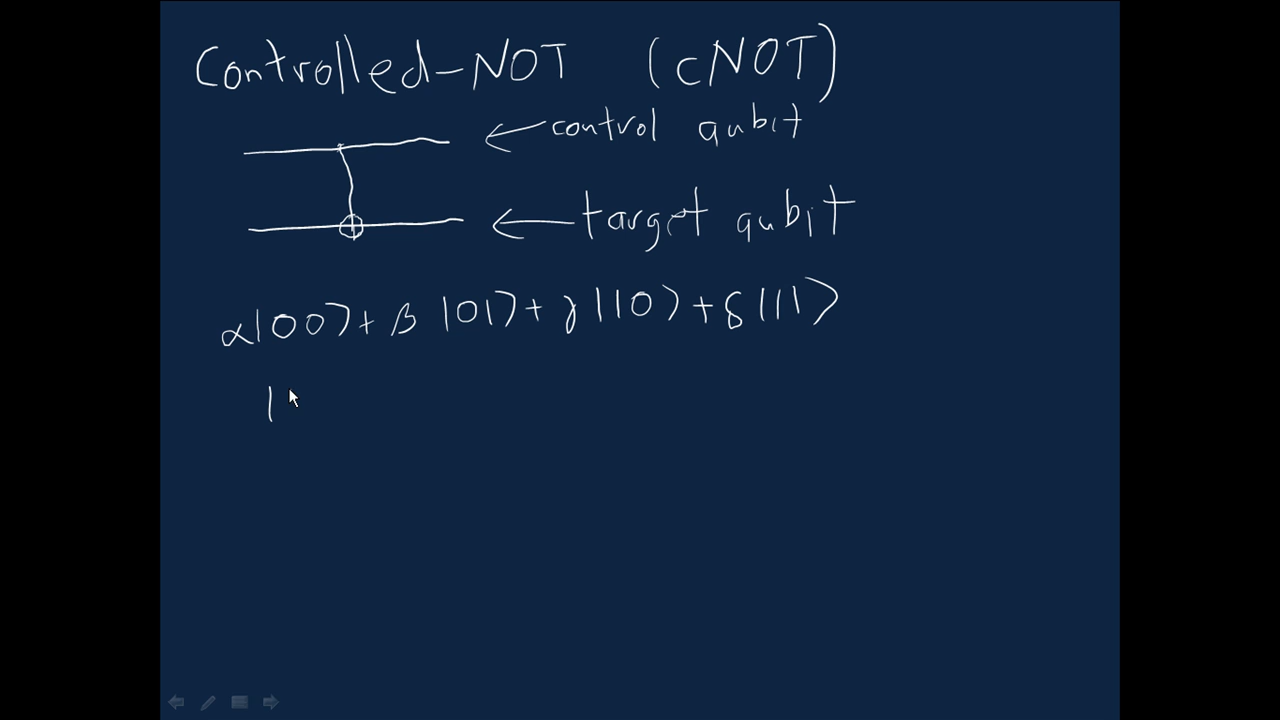 Controlled-NOT (cNOT)
← control qubit
← target qubit
α|00⟩+ β |01⟩+ γ|10⟩ +δ|11⟩
|